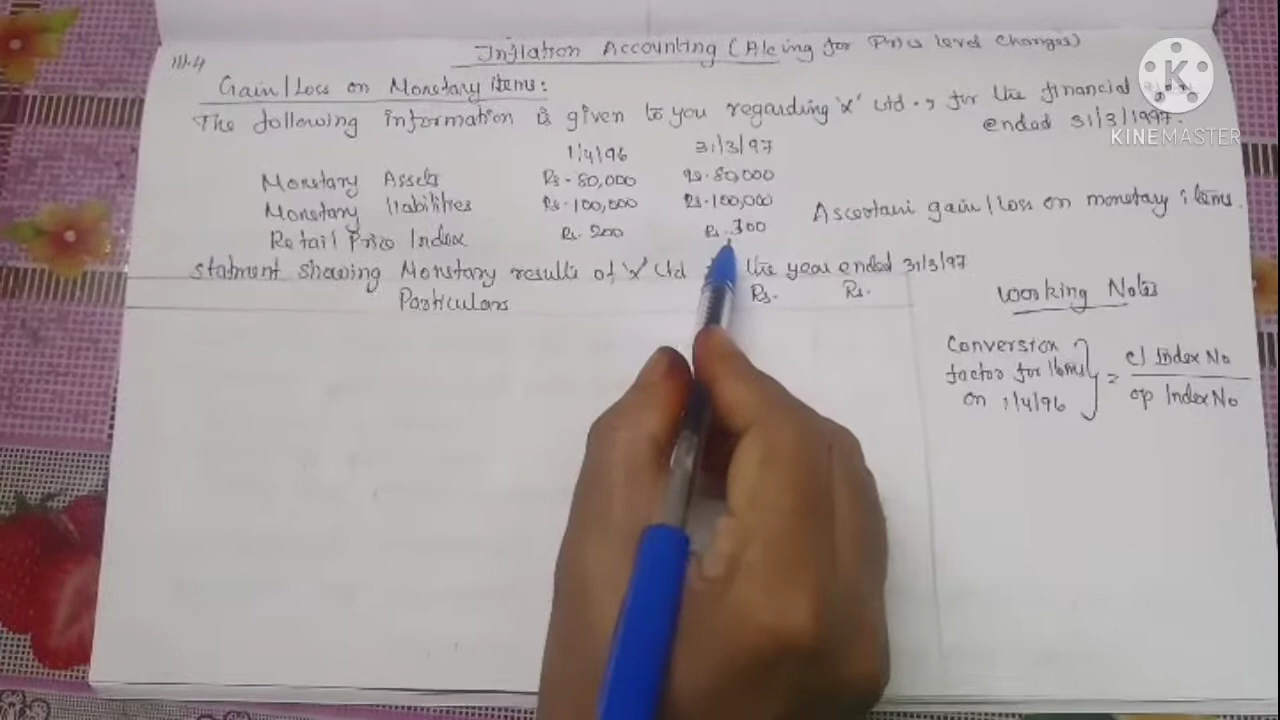 Ill-4
Inflation Accounting (A/cing for Price level Changes)
Gain/Loss on Monetary items:
The following information is given to you regarding 'X' Ltd., for the financial
ended 31/3/1997.
1/4/96 31/3/97
Monetary Assets Rs.80,000 Rs.80,000
Monetary liabilities Rs.100,000 Rs.100,000
Retail Price Index Rs. 200 Rs. 300
Ascertain gain/Loss on monetary items.
Statment showing Monetary results of 'X' Ltd the year ended 31/3/97
Particulars Rs. Rs.
Working Notes
Conversion factor for items on 1/4/96 = cl Index No / op Index No
K
KINEMASTER